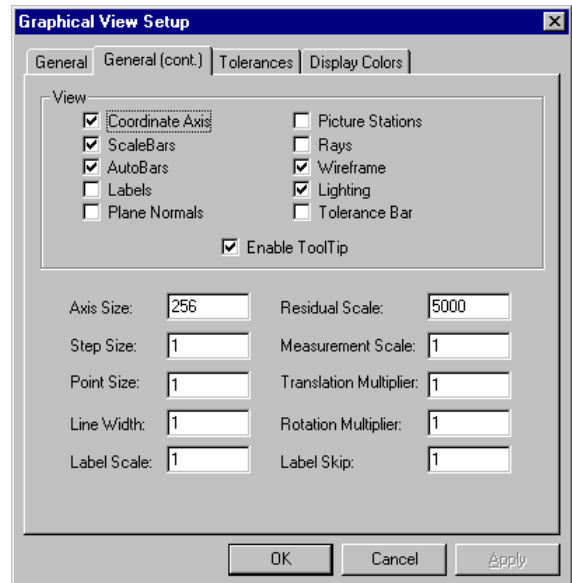 Graphical View Setup
General General (cont.) Tolerances Display Colors
View
Coordinate Axis Picture Stations
ScaleBars Rays
AutoBars Wireframe
Labels Lighting
Plane Normals Tolerance Bar
Enable ToolTip
Axis Size: 256 Residual Scale: 5000
Step Size: 1 Measurement Scale: 1
Point Size: 1 Translation Multiplier: 1
Line Width: 1 Rotation Multiplier: 1
Label Scale: 1 Label Skip: 1
OK Cancel Apply